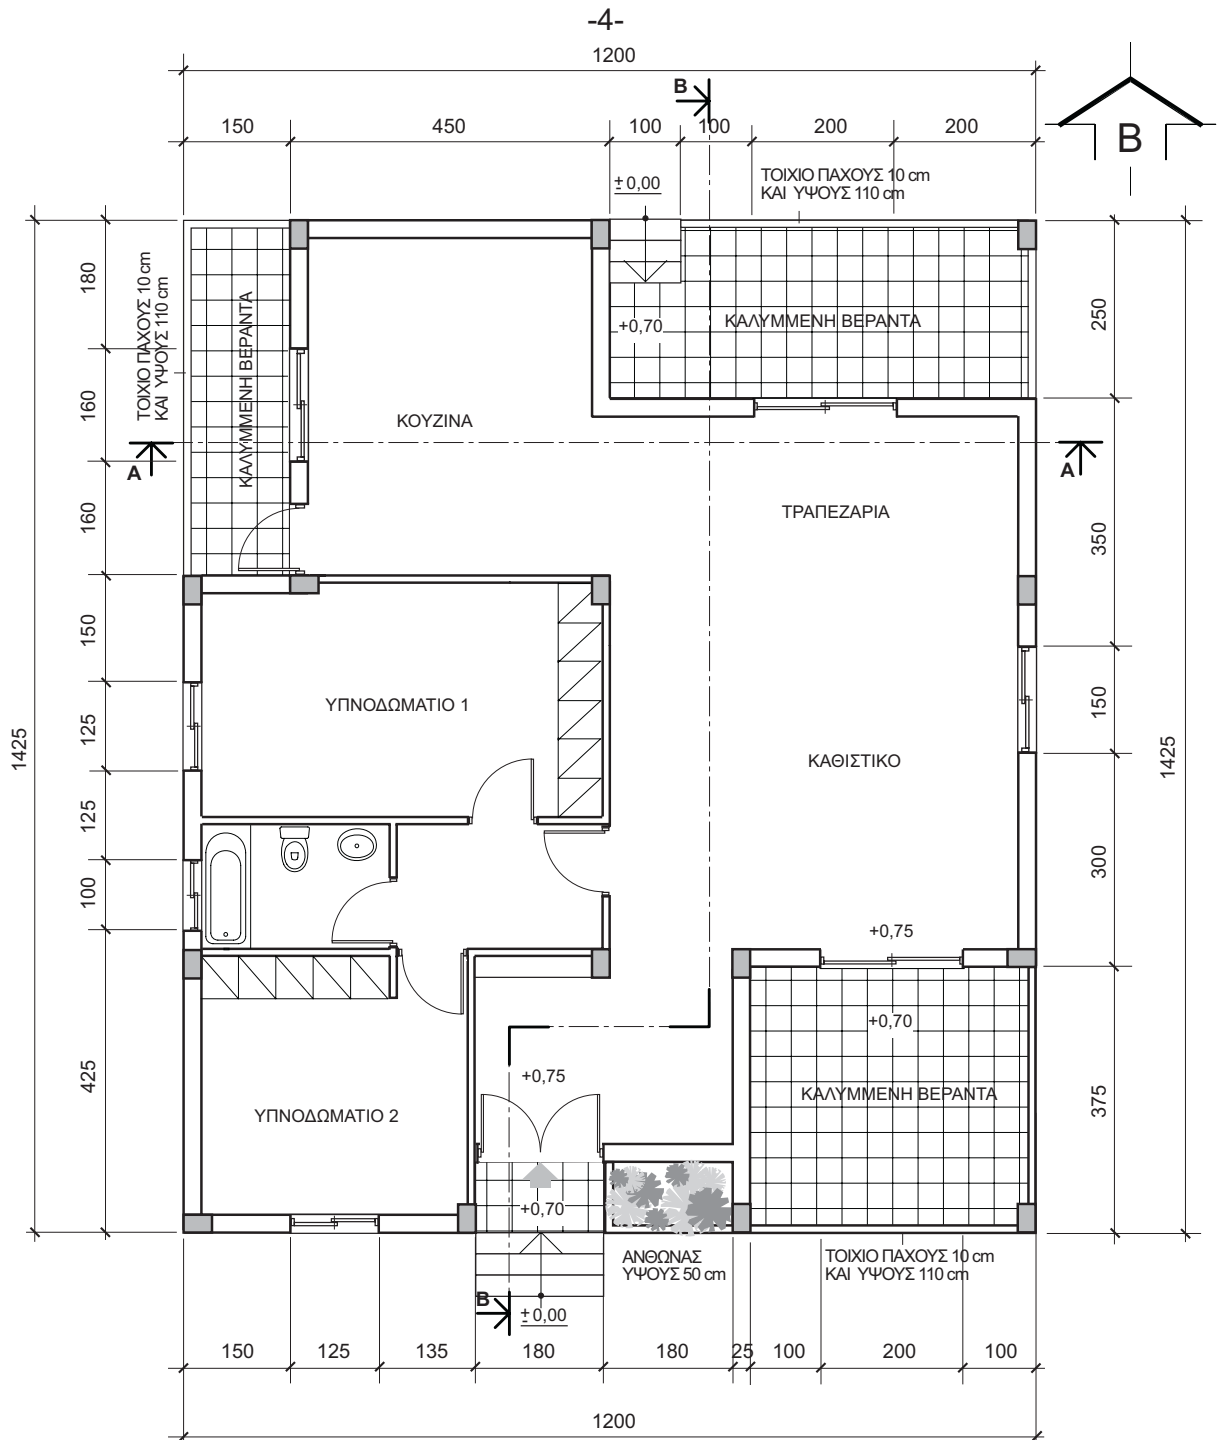 -4-
1200
B
150 450 100 100 200 200
Β
ΤΟΙΧΙΟ ΠΑΧΟΥΣ 10 cm
ΚΑΙ ΥΨΟΥΣ 110 cm
±0,00
180
ΤΟΙΧΙΟ ΠΑΧΟΥΣ 10 cm
ΚΑΙ ΥΨΟΥΣ 110 cm
ΚΑΛΥΜΜΕΝΗ ΒΕΡΑΝΤΑ
+0,70
ΚΑΛΥΜΜΕΝΗ ΒΕΡΑΝΤΑ
250
160
ΚΟΥΖΙΝΑ
A
A
160
ΤΡΑΠΕΖΑΡΙΑ
350
150
ΥΠΝΟΔΩΜΑΤΙΟ 1
150
125
1425
1425
ΚΑΘΙΣΤΙΚΟ
125
300
100
+0,75
+0,70
425
+0,75
ΚΑΛΥΜΜΕΝΗ ΒΕΡΑΝΤΑ
375
ΥΠΝΟΔΩΜΑΤΙΟ 2
+0,70
ΑΝΘΩΝΑΣ
ΥΨΟΥΣ 50 cm
ΤΟΙΧΙΟ ΠΑΧΟΥΣ 10 cm
ΚΑΙ ΥΨΟΥΣ 110 cm
B
±0,00
150 125 135 180 180 25 100 200 100
1200